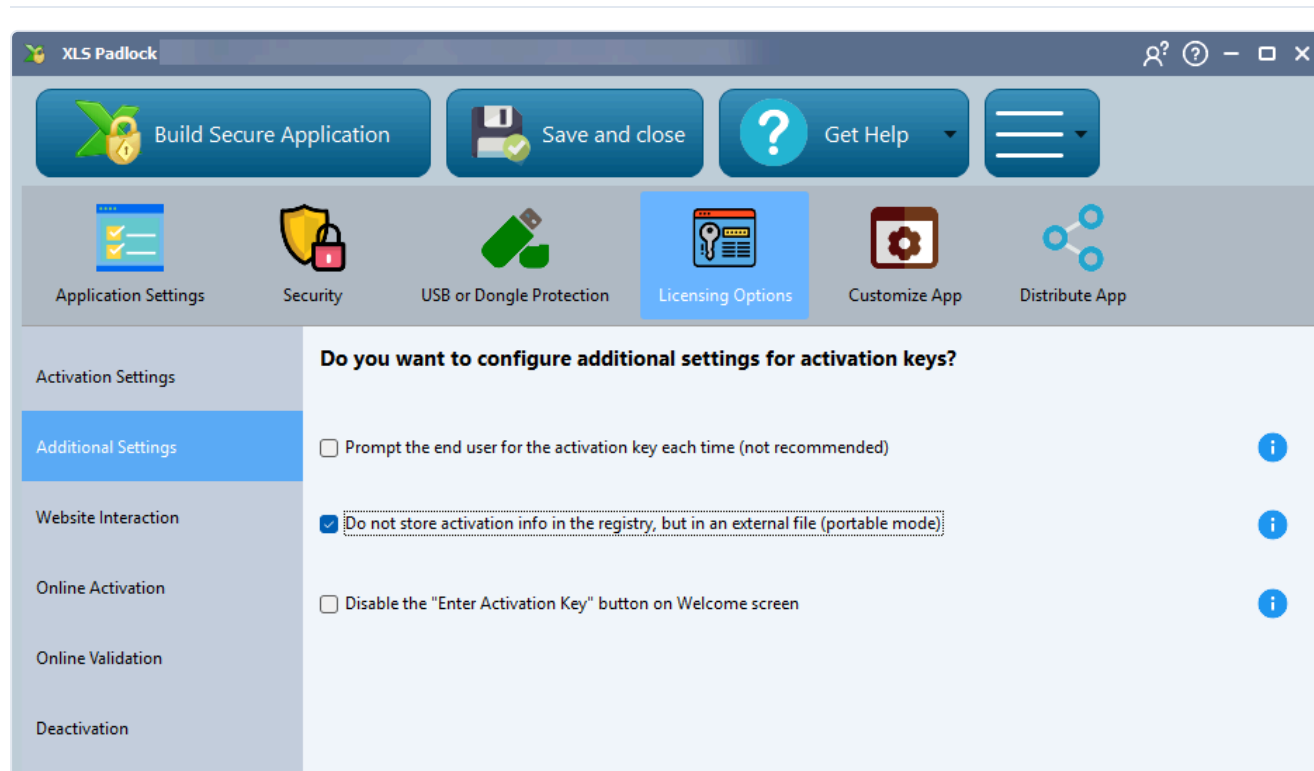 XLS Padlock
Build Secure Application
Save and close
Get Help
Application Settings
Security
USB or Dongle Protection
Licensing Options
Customize App
Distribute App
Activation Settings
Additional Settings
Website Interaction
Online Activation
Online Validation
Deactivation
Do you want to configure additional settings for activation keys?
Prompt the end user for the activation key each time (not recommended)
Do not store activation info in the registry, but in an external file (portable mode)
Disable the "Enter Activation Key" button on Welcome screen